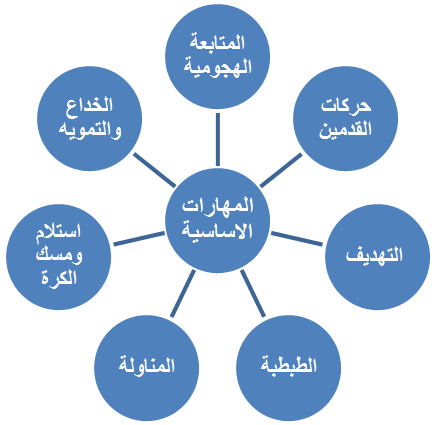 المتابعة
الهجومية
حركات
القدمين
التهديف
الطبطبة
المناولة
استلام
ومسك
الكرة
الخداع
والتمويه
المهارات
الاساسية